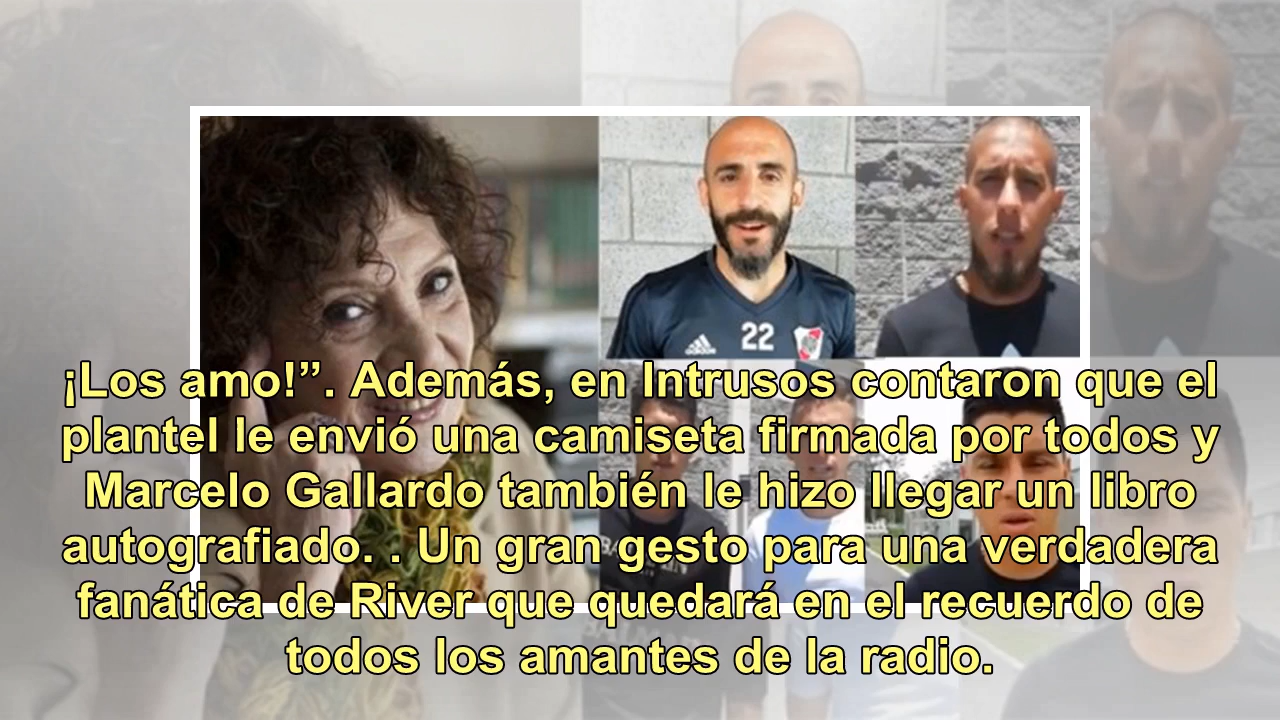 22
adidas
¡Los amo!”. Además, en Intrusos contaron que el
plantel le envió una camiseta firmada por todos y
Marcelo Gallardo también le hizo llegar un libro
autografiado. . Un gran gesto para una verdadera
fanática de River que quedará en el recuerdo de
todos los amantes de la radio.